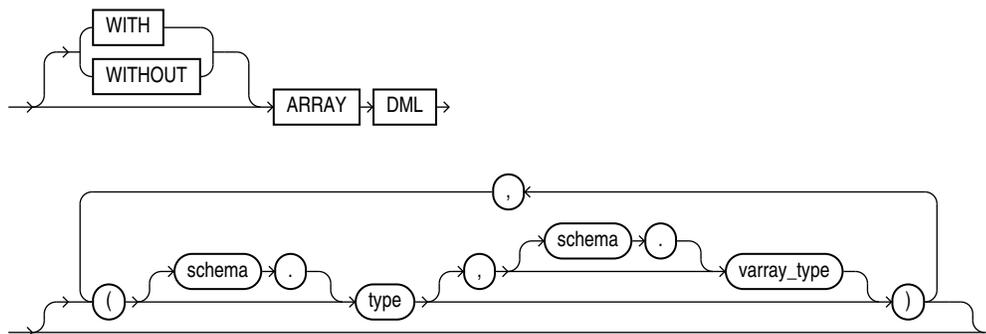 WITH
WITHOUT
ARRAY DML
,
schema .
schema . , varray_type
( type )